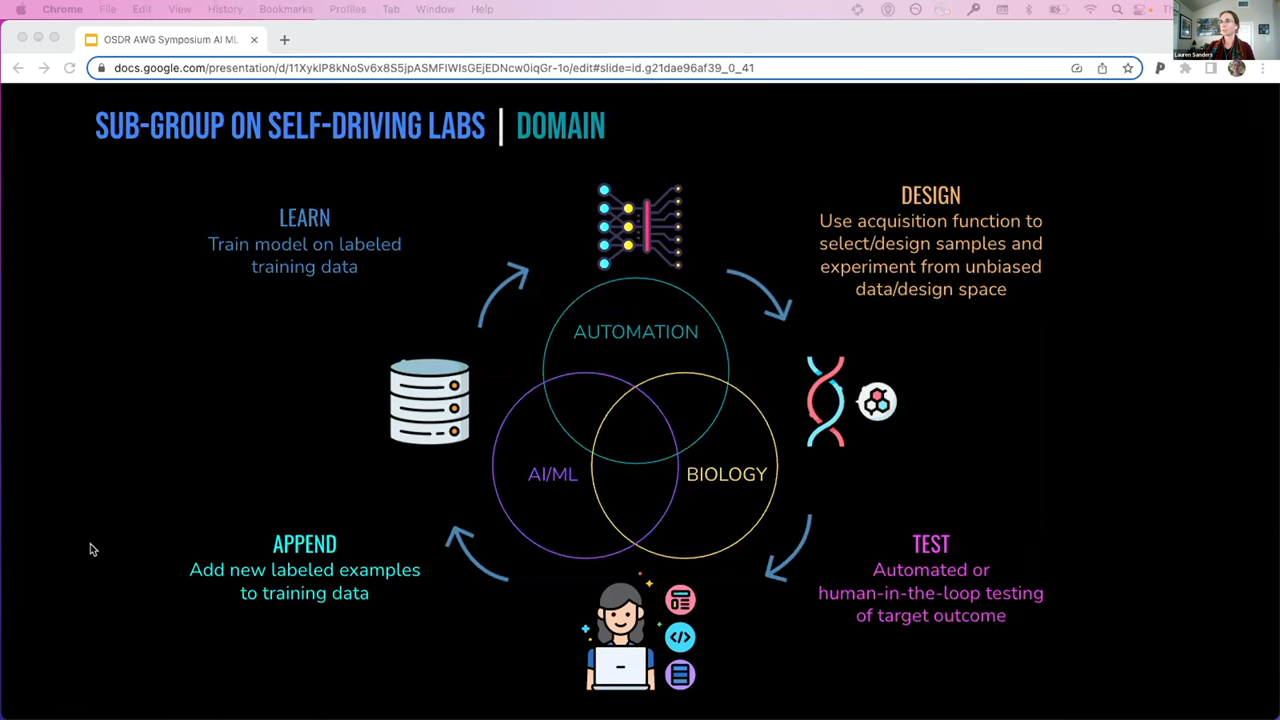 Chrome File Edit View History Bookmarks Profiles Tab Window Help
Lauren Sanders
OSDR AWG Symposium AI ML
docs.google.com/presentation/d/11XykIP8kNoSv6x8S5jpASMFIWIsGEjEDNcw0iqGr-1o/edit#slide=id.g21dae96af39_0_41
SUB-GROUP ON SELF-DRIVING LABS | DOMAIN
LEARN
Train model on labeled
training data
DESIGN
Use acquisition function to
select/design samples and
experiment from unbiased
data/design space
AUTOMATION
AI/ML
BIOLOGY
APPEND
Add new labeled examples
to training data
TEST
Automated or
human-in-the-loop testing
of target outcome